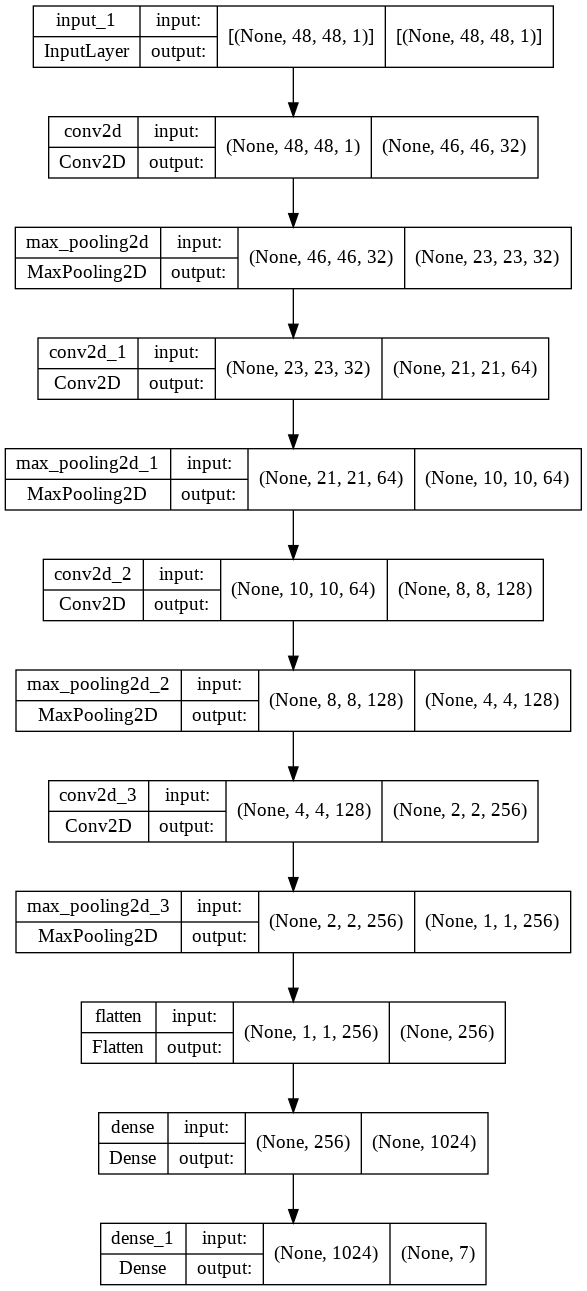 input_1 input: [(None, 48, 48, 1)] [(None, 48, 48, 1)]
InputLayer output:
conv2d input: (None, 48, 48, 1) (None, 46, 46, 32)
Conv2D output:
max_pooling2d input: (None, 46, 46, 32) (None, 23, 23, 32)
MaxPooling2D output:
conv2d_1 input: (None, 23, 23, 32) (None, 21, 21, 64)
Conv2D output:
max_pooling2d_1 input: (None, 21, 21, 64) (None, 10, 10, 64)
MaxPooling2D output:
conv2d_2 input: (None, 10, 10, 64) (None, 8, 8, 128)
Conv2D output:
max_pooling2d_2 input: (None, 8, 8, 128) (None, 4, 4, 128)
MaxPooling2D output:
conv2d_3 input: (None, 4, 4, 128) (None, 2, 2, 256)
Conv2D output:
max_pooling2d_3 input: (None, 2, 2, 256) (None, 1, 1, 256)
MaxPooling2D output:
flatten input: (None, 1, 1, 256) (None, 256)
Flatten output:
dense input: (None, 256) (None, 1024)
Dense output:
dense_1 input: (None, 1024) (None, 7)
Dense output: